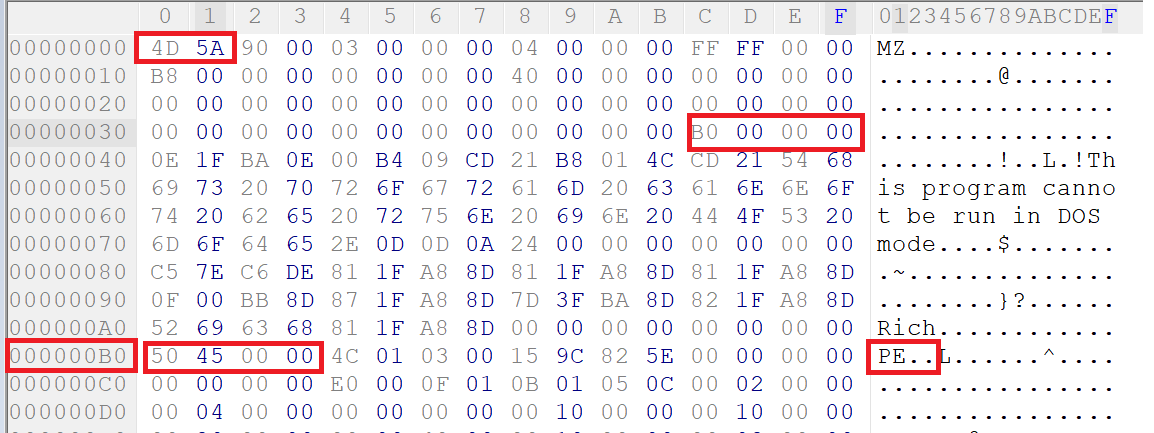 0 1 2 3 4 5 6 7 8 9 A B C D E F 0123456789ABCDEF
00000000 4D 5A 90 00 03 00 00 00 04 00 00 00 FF FF 00 00 MZ..............
00000010 B8 00 00 00 00 00 00 00 40 00 00 00 00 00 00 00 ........@.......
00000020 00 00 00 00 00 00 00 00 00 00 00 00 00 00 00 00 ................
00000030 00 00 00 00 00 00 00 00 00 00 00 00 B0 00 00 00 ................
00000040 0E 1F BA 0E 00 B4 09 CD 21 B8 01 4C CD 21 54 68 ........!..L.!Th
00000050 69 73 20 70 72 6F 67 72 61 6D 20 63 61 6E 6E 6F is program canno
00000060 74 20 62 65 20 72 75 6E 20 69 6E 20 44 4F 53 20 t be run in DOS
00000070 6D 6F 64 65 2E 0D 0D 0A 24 00 00 00 00 00 00 00 mode....$.......
00000080 C5 7E C6 DE 81 1F A8 8D 81 1F A8 8D 81 1F A8 8D .~..............
00000090 0F 00 BB 8D 87 1F A8 8D 7D 3F BA 8D 82 1F A8 8D ........}?......
000000A0 52 69 63 68 81 1F A8 8D 00 00 00 00 00 00 00 00 Rich............
000000B0 50 45 00 00 4C 01 03 00 15 9C 82 5E 00 00 00 00 PE..L......^....
000000C0 00 00 00 00 E0 00 0F 01 0B 01 05 0C 00 02 00 00 ................
000000D0 00 04 00 00 00 00 00 00 00 10 00 00 00 10 00 00 ................